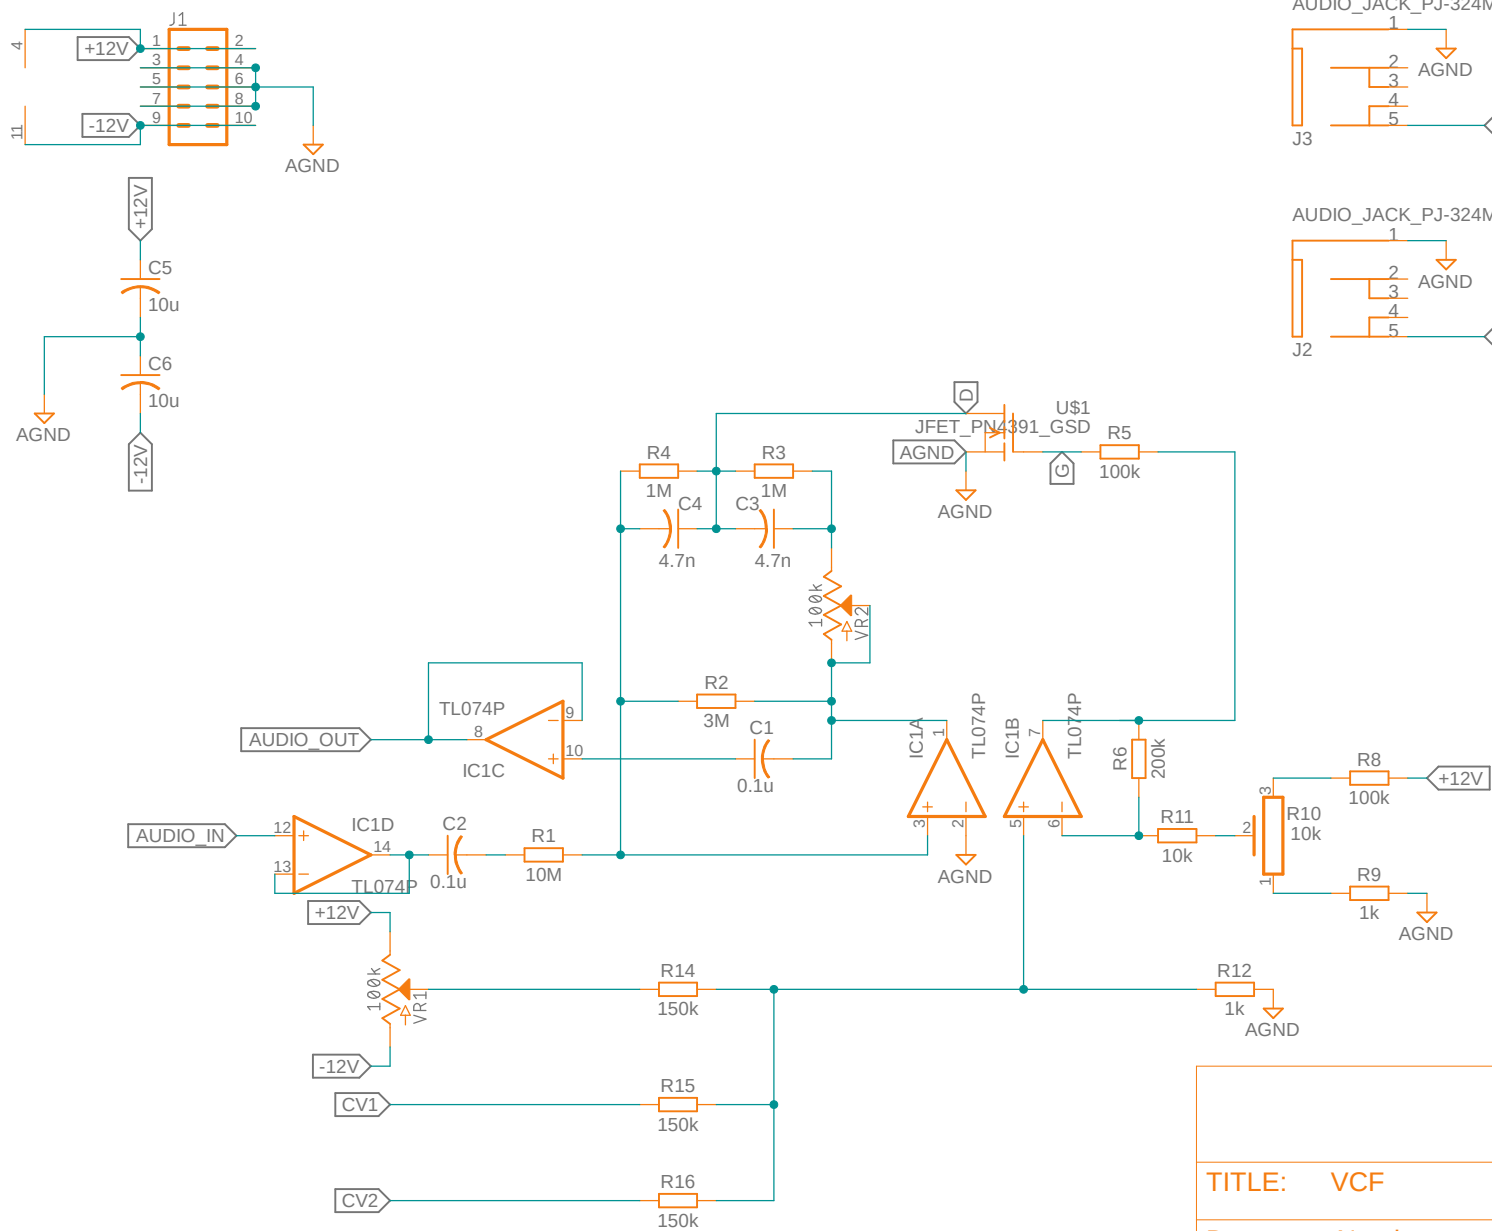 J1
4
+12V
1
2
3
4
5
6
7
8
-12V
9
10
11
AGND
+12V
C5
10u
C6
10u
AGND
-12V
AUDIO_JACK_PJ-324M
1
2
3
4
5
AGND
J3
AUDIO_JACK_PJ-324M
1
2
3
4
5
AGND
J2
D
U$1
JFET_PN4391_GSD
AGND
G
R5
100k
AGND
R4
1M
R3
1M
C4
4.7n
C3
4.7n
100k
VR2
R2
3M
C1
0.1u
TL074P
8
9
10
IC1C
AUDIO_OUT
IC1A
1
TL074P
3
2
AGND
IC1B
7
TL074P
5
6
R6
200k
R11
10k
R8
100k
+12V
3
2
1
R10
10k
R9
1k
AGND
AUDIO_IN
12
13
14
IC1D
TL074P
C2
0.1u
R1
10M
+12V
100k
VR1
-12V
R14
150k
R12
1k
AGND
CV1
R15
150k
CV2
R16
150k
TITLE: VCF